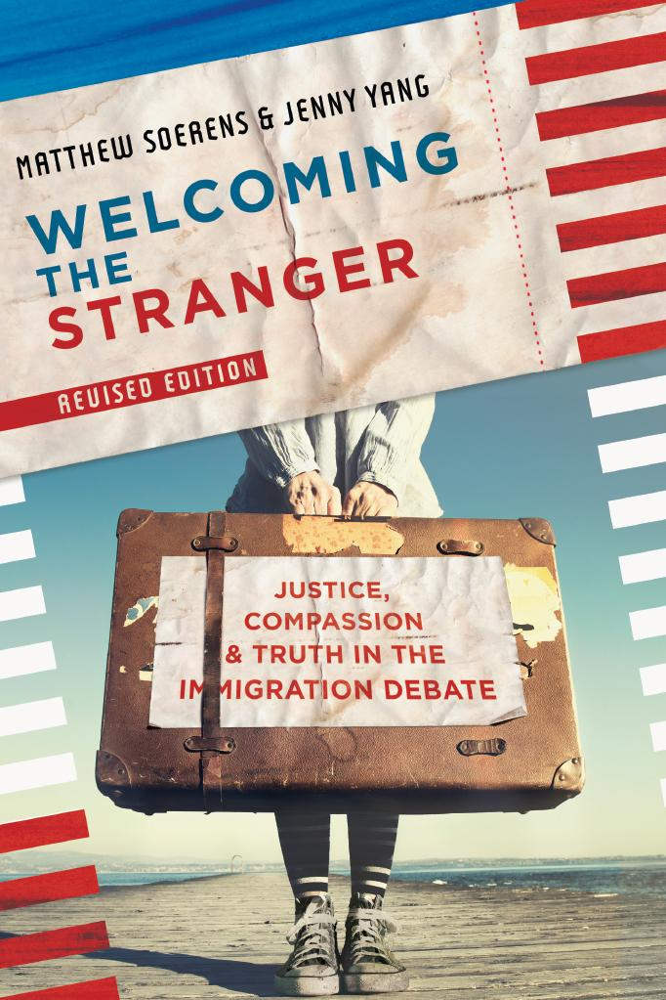 MATTHEW SOERENS & JENNY YANG
WELCOMING
THE
STRANGER
REVISED EDITION
JUSTICE,
COMPASSION
& TRUTH IN THE
IMMIGRATION DEBATE